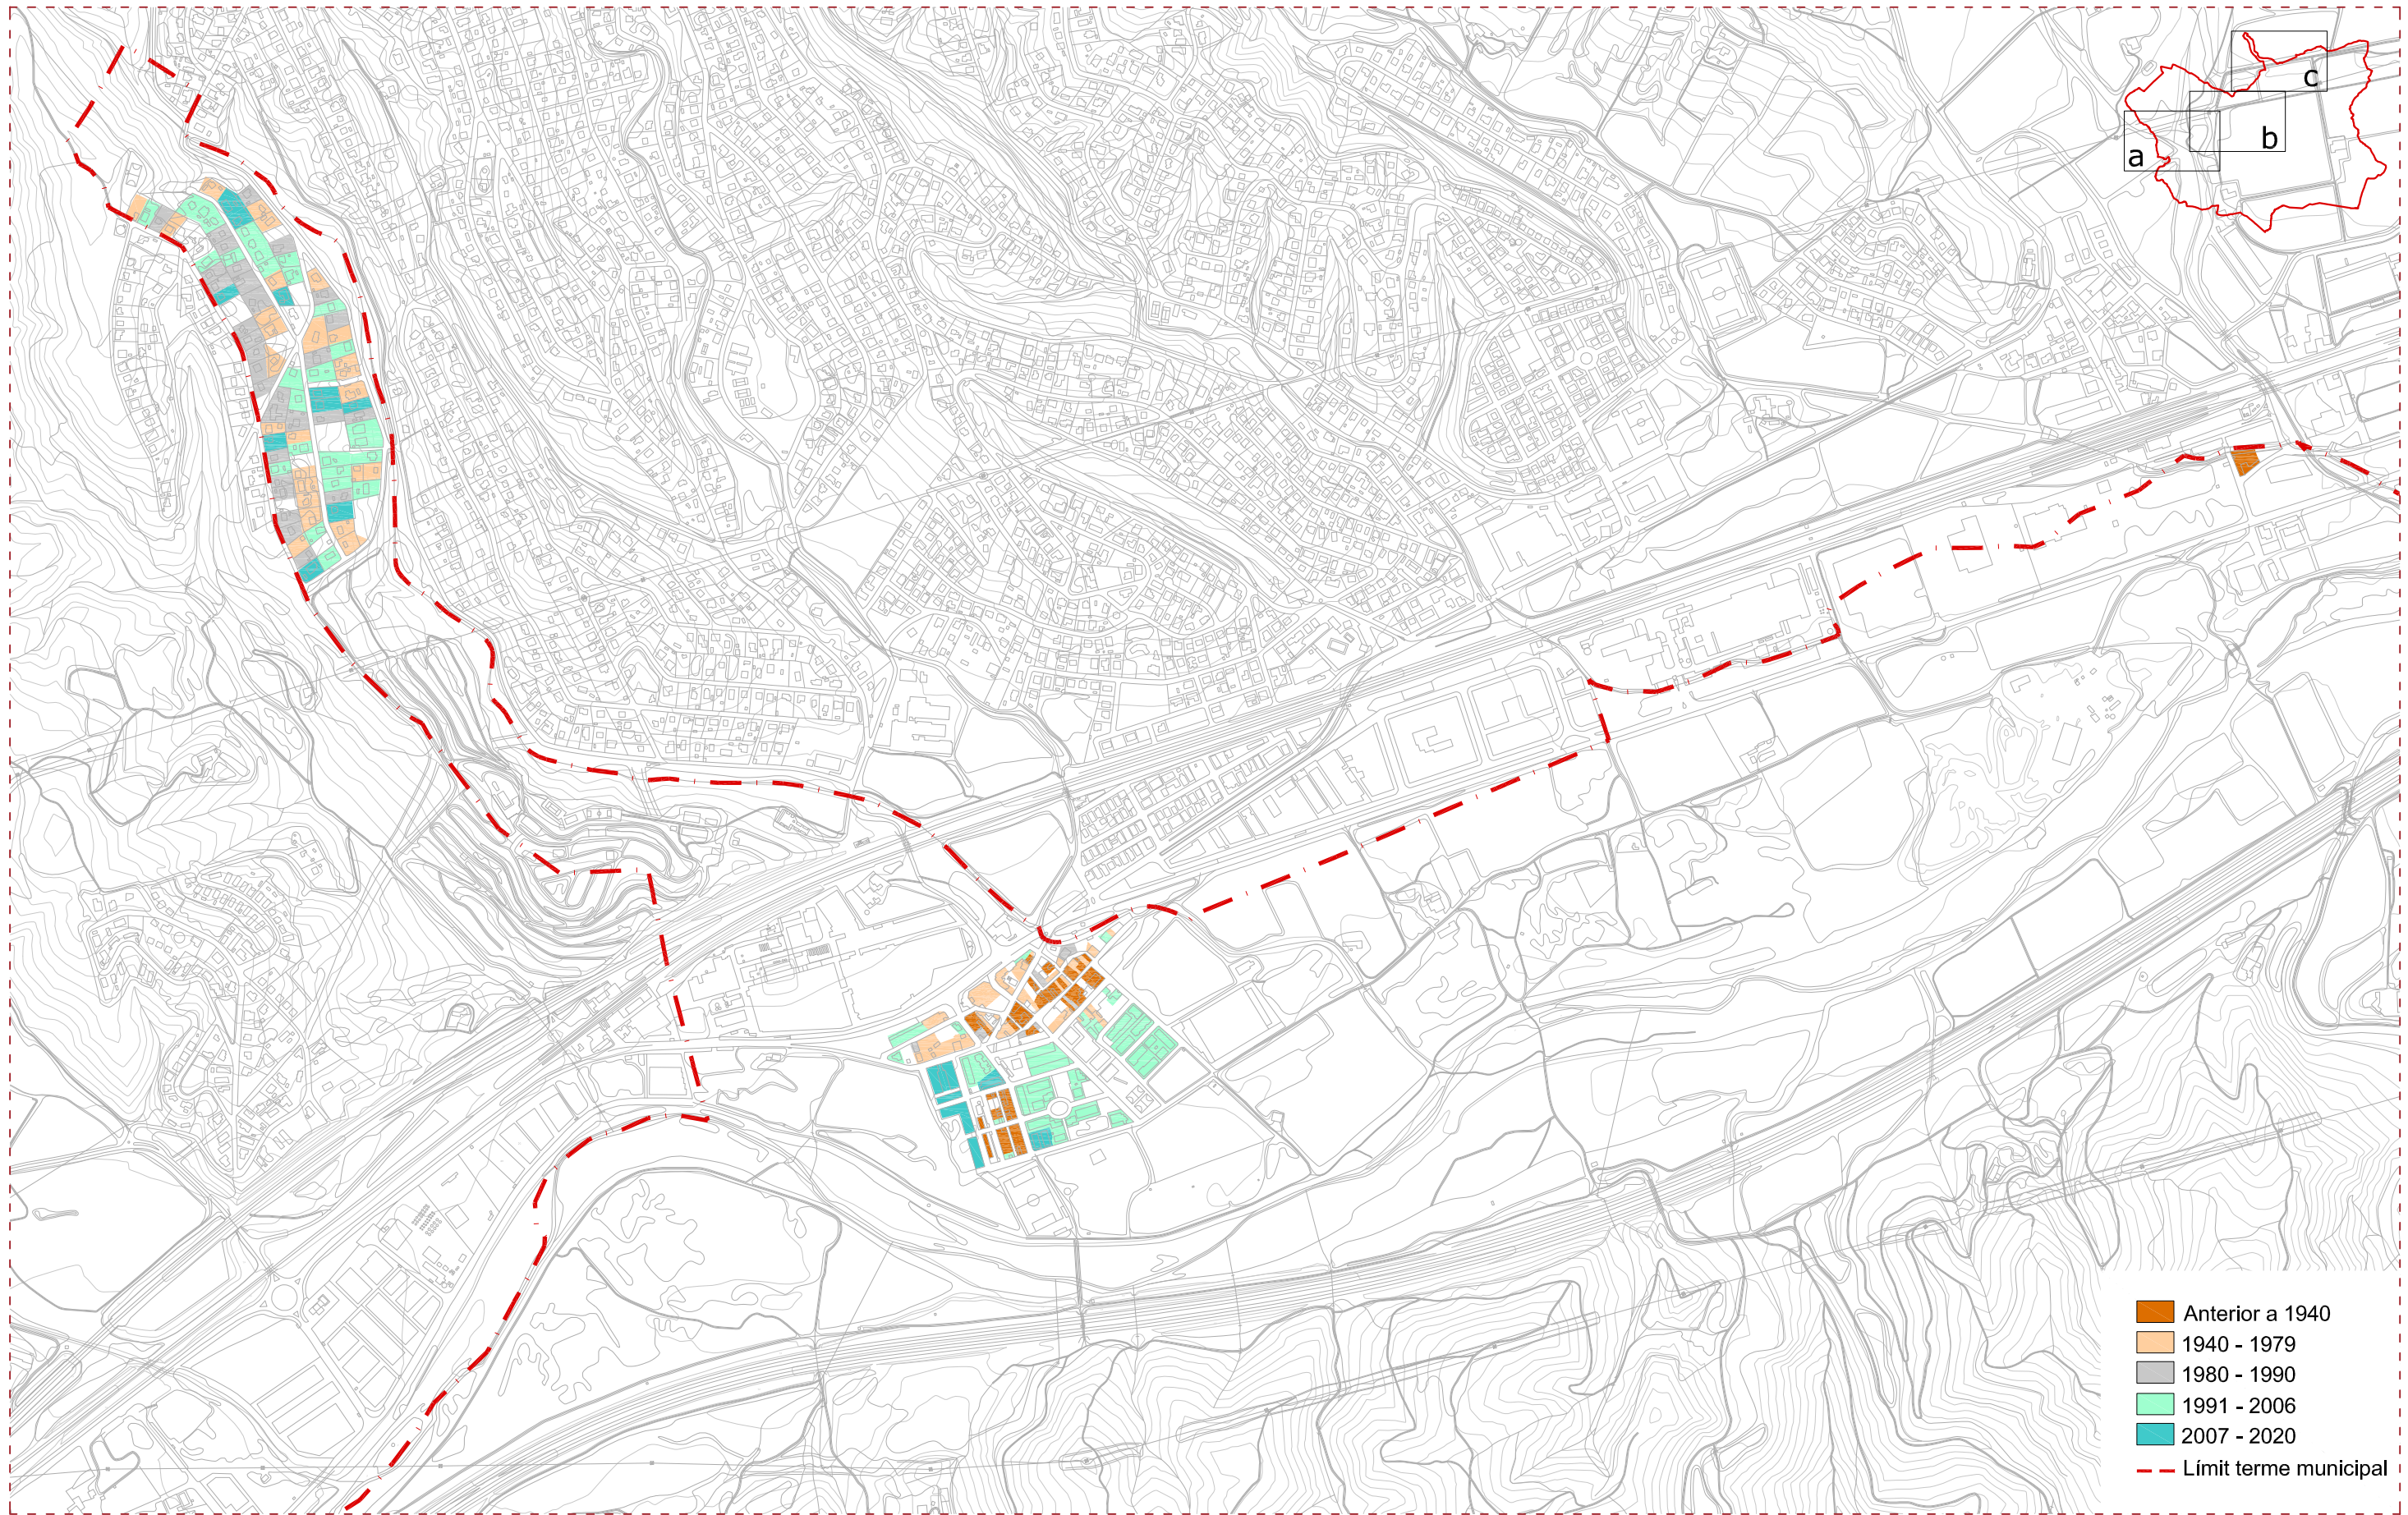 c
b
a
Anterior a 1940
1940 - 1979
1980 - 1990
1991 - 2006
2007 - 2020
Límit terme municipal